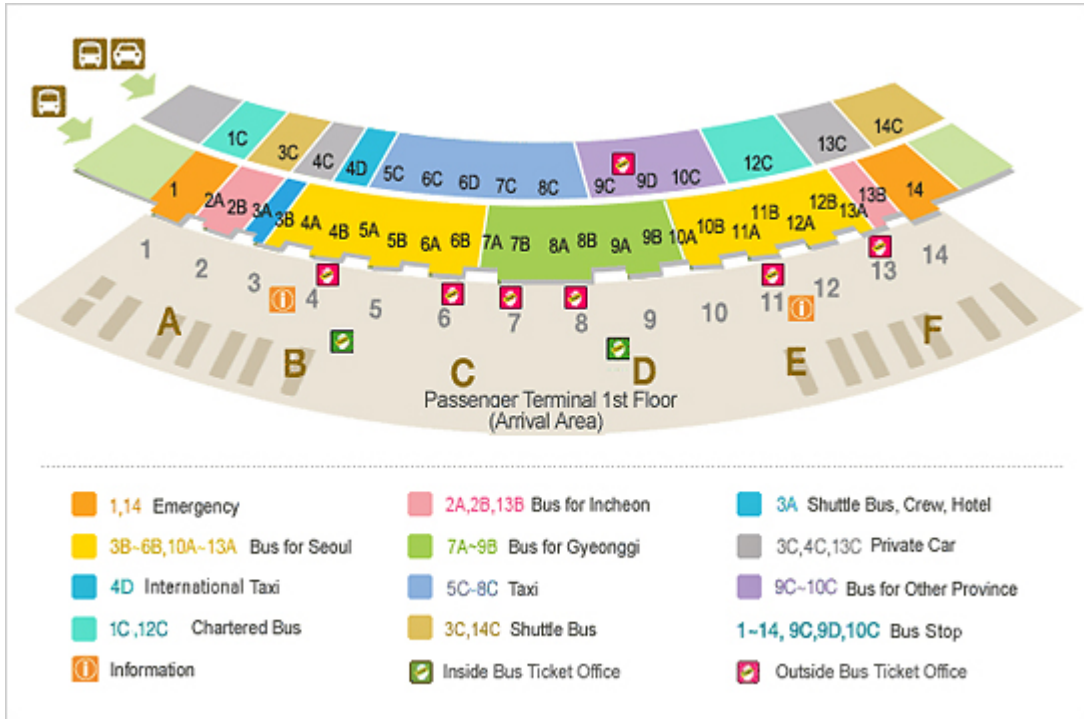 1C 3C 4C 4D 5C 6C 6D 7C 8C 9C 9D 10C 12C 13C 14C
1 2A 2B 3A 3B 4A 4B 5A 5B 6A 6B 7A 7B 8A 8B 9A 9B 10A 10B 11A 11B 12A 12B 13A 13B 14
1 2 3 4 5 6 7 8 9 10 11 12 13 14
A B C D E F
Passenger Terminal 1st Floor
(Arrival Area)
1,14 Emergency
2A,2B,13B Bus for Incheon
3A Shuttle Bus, Crew, Hotel
3B~6B,10A~13A Bus for Seoul
7A~9B Bus for Gyeonggi
3C,4C,13C Private Car
4D International Taxi
5C~8C Taxi
9C~10C Bus for Other Province
1C ,12C Chartered Bus
3C,14C Shuttle Bus
1~14, 9C,9D,10C Bus Stop
Information
Inside Bus Ticket Office
Outside Bus Ticket Office